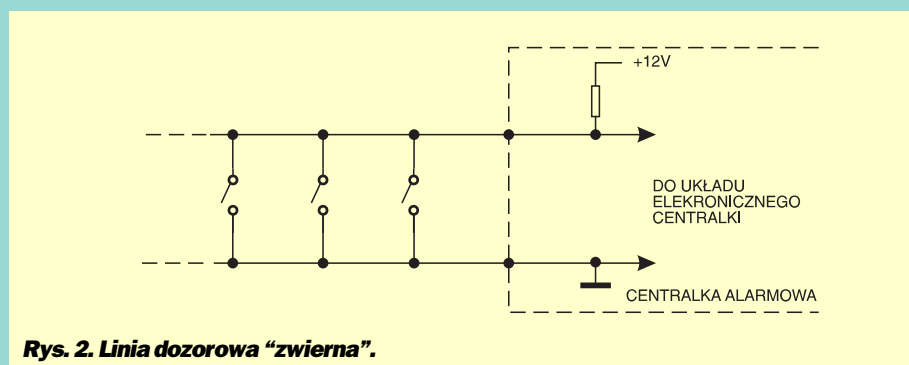 +12V
DO UKŁADU
ELEKRONICZNEGO
CENTRALKI
CENTRALKA ALARMOWA
Rys. 2. Linia dozorowa “zwierna”.